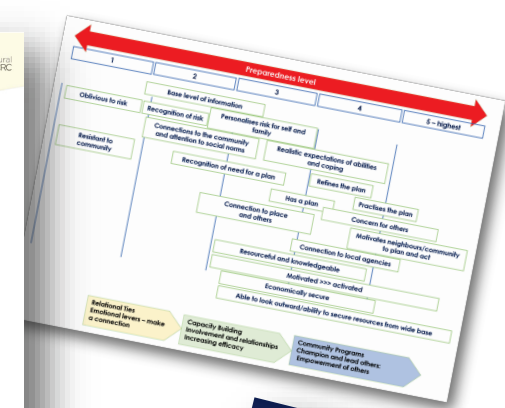 ural
RC
Preparedness level
1
2
3
4
5 – highest
Oblivious to risk
Base level of information
Recognition of risk
Personalises risk for self and
family
Resistant to
community
Connections to the community
and attention to social norms
Realistic expectations of abilities
and coping
Recognition of need for a plan
Refines the plan
Has a plan
Practises the plan
Connection to place
and others
Concern for others
Motivates neighbours/community
to plan and act
Connection to local agencies
Resourceful and knowledgeable
Motivated >>> activated
Economically secure
Able to look outward/ability to secure resources from wide base
Relational Ties
Emotional levers – make
a connection
Capacity Building
Involvement and relationships
Increasing efficacy
Community Programs
Champion and lead others:
Empowerment of others